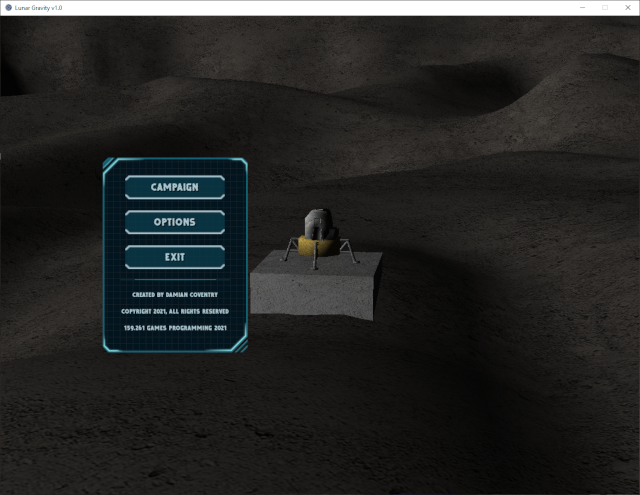 Lunar Gravity v1.0
CAMPAIGN
OPTIONS
EXIT
CREATED BY DAMIAN COVENTRY
COPYRIGHT 2021, ALL RIGHTS RESERVED
159.261 GAMES PROGRAMMING 2021